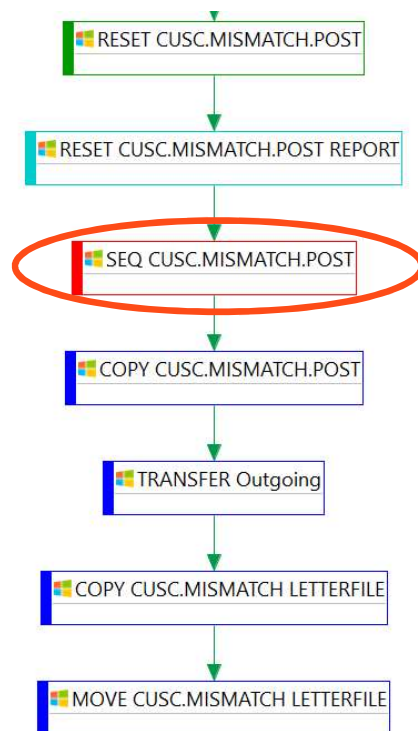 RESET CUSC.MISMATCH.POST
RESET CUSC.MISMATCH.POST REPORT
SEQ CUSC.MISMATCH.POST
COPY CUSC.MISMATCH.POST
TRANSFER Outgoing
COPY CUSC.MISMATCH LETTERFILE
MOVE CUSC.MISMATCH LETTERFILE